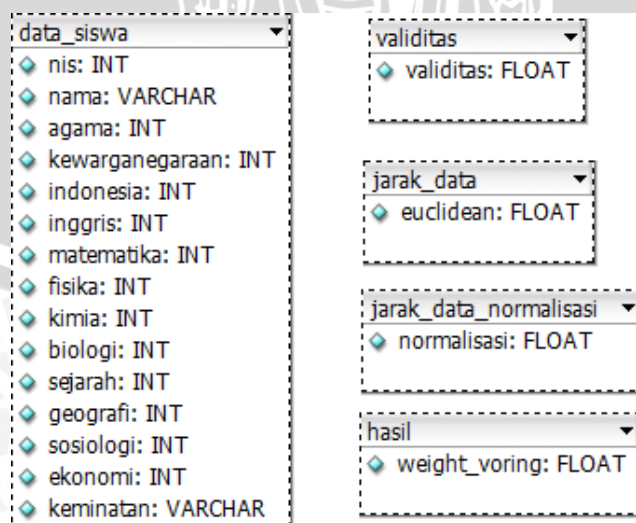 data_siswa
nis: INT
nama: VARCHAR
agama: INT
kewarganegaraan: INT
indonesia: INT
inggris: INT
matematika: INT
fisika: INT
kimia: INT
biologi: INT
sejarah: INT
geografi: INT
sosiologi: INT
ekonomi: INT
keminatan: VARCHAR
validitas
validitas: FLOAT
jarak_data
euclidean: FLOAT
jarak_data_normalisasi
normalisasi: FLOAT
hasil
weight_voring: FLOAT